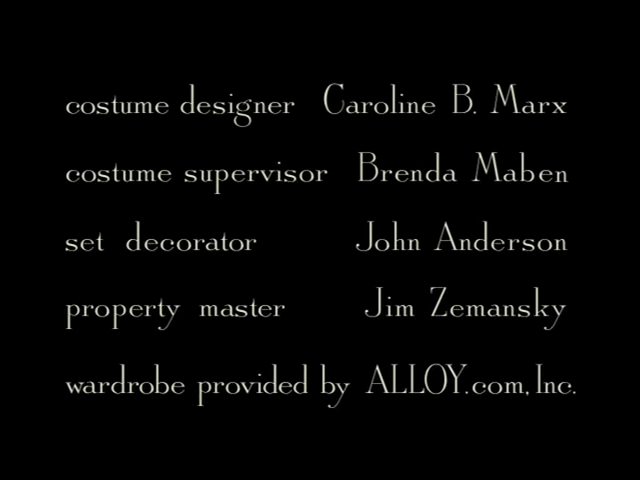 costume designer Caroline B. Marx
costume supervisor Brenda Maben
set decorator John Anderson
property master Jim Zemansky
wardrobe provided by ALLOY.com, Inc.